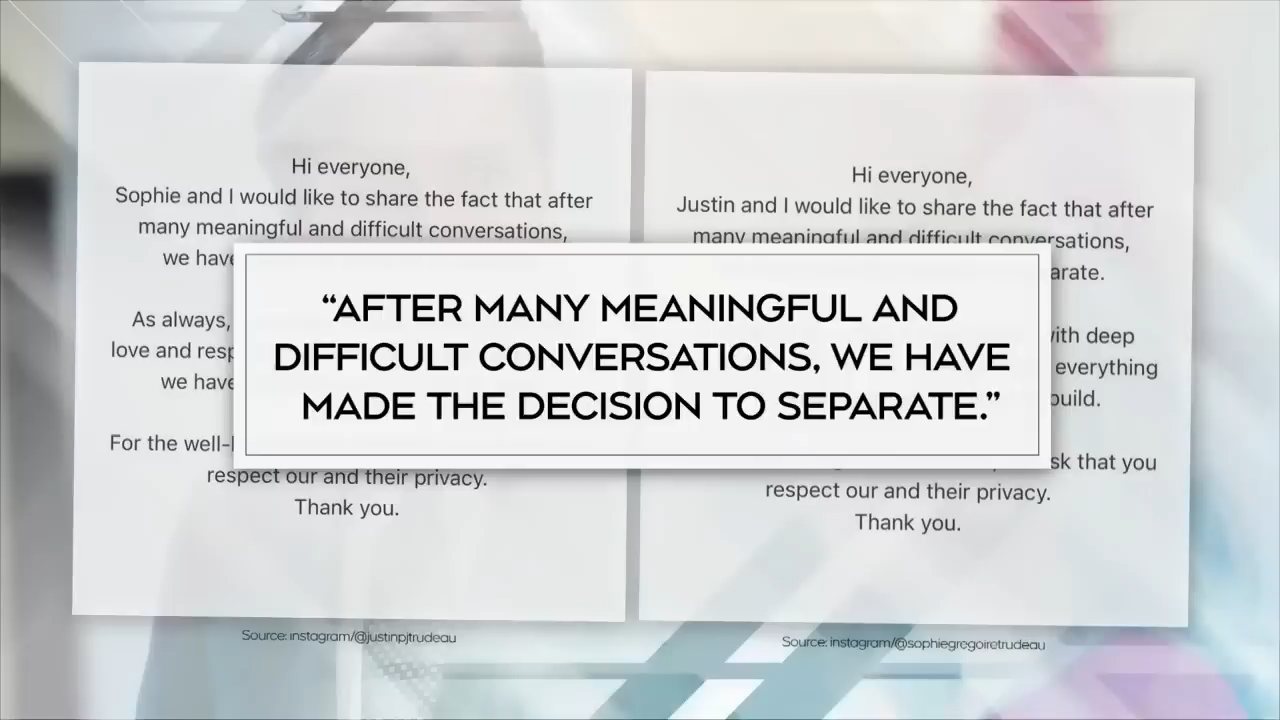 Hi everyone,
Sophie and I would like to share the fact that after
many meaningful and difficult conversations,
we have
As always,
love and resp
we have
For the well-
respect our and their privacy.
Thank you.
Source: instagram/@justinpjtrudeau
Hi everyone,
Justin and I would like to share the fact that after
many meaningful and difficult conversations,
arate.
ith deep
everything
build.
sk that you
respect our and their privacy.
Thank you.
Source: instagram/@sophiegregoiretrudeau
“AFTER MANY MEANINGFUL AND
DIFFICULT CONVERSATIONS, WE HAVE
MADE THE DECISION TO SEPARATE.”